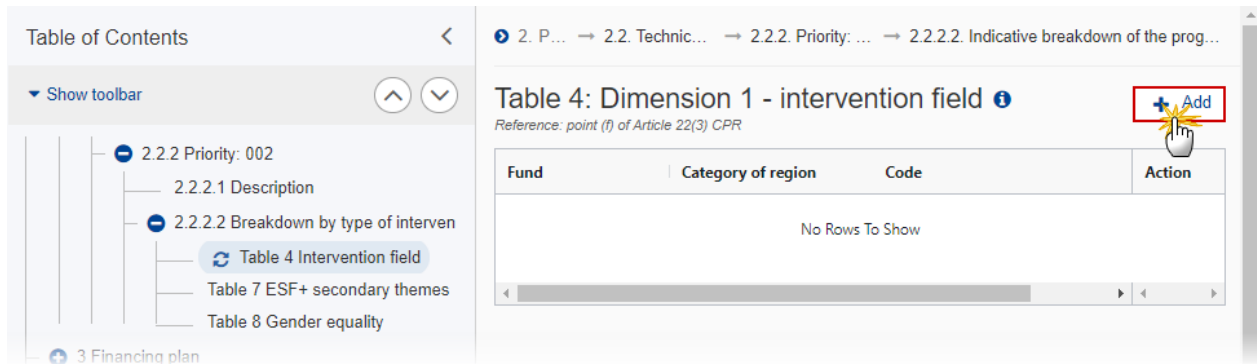 Table of Contents
Show toolbar
2.2.2 Priority: 002
2.2.2.1 Description
2.2.2.2 Breakdown by type of interven
Table 4 Intervention field
Table 7 ESF+ secondary themes
Table 8 Gender equality
3 Financing plan
2. P... → 2.2. Technic... → 2.2.2. Priority: ... → 2.2.2.2. Indicative breakdown of the prog...
Table 4: Dimension 1 - intervention field
Add
Reference: point (f) of Article 22(3) CPR
Fund Category of region Code Action
No Rows To Show